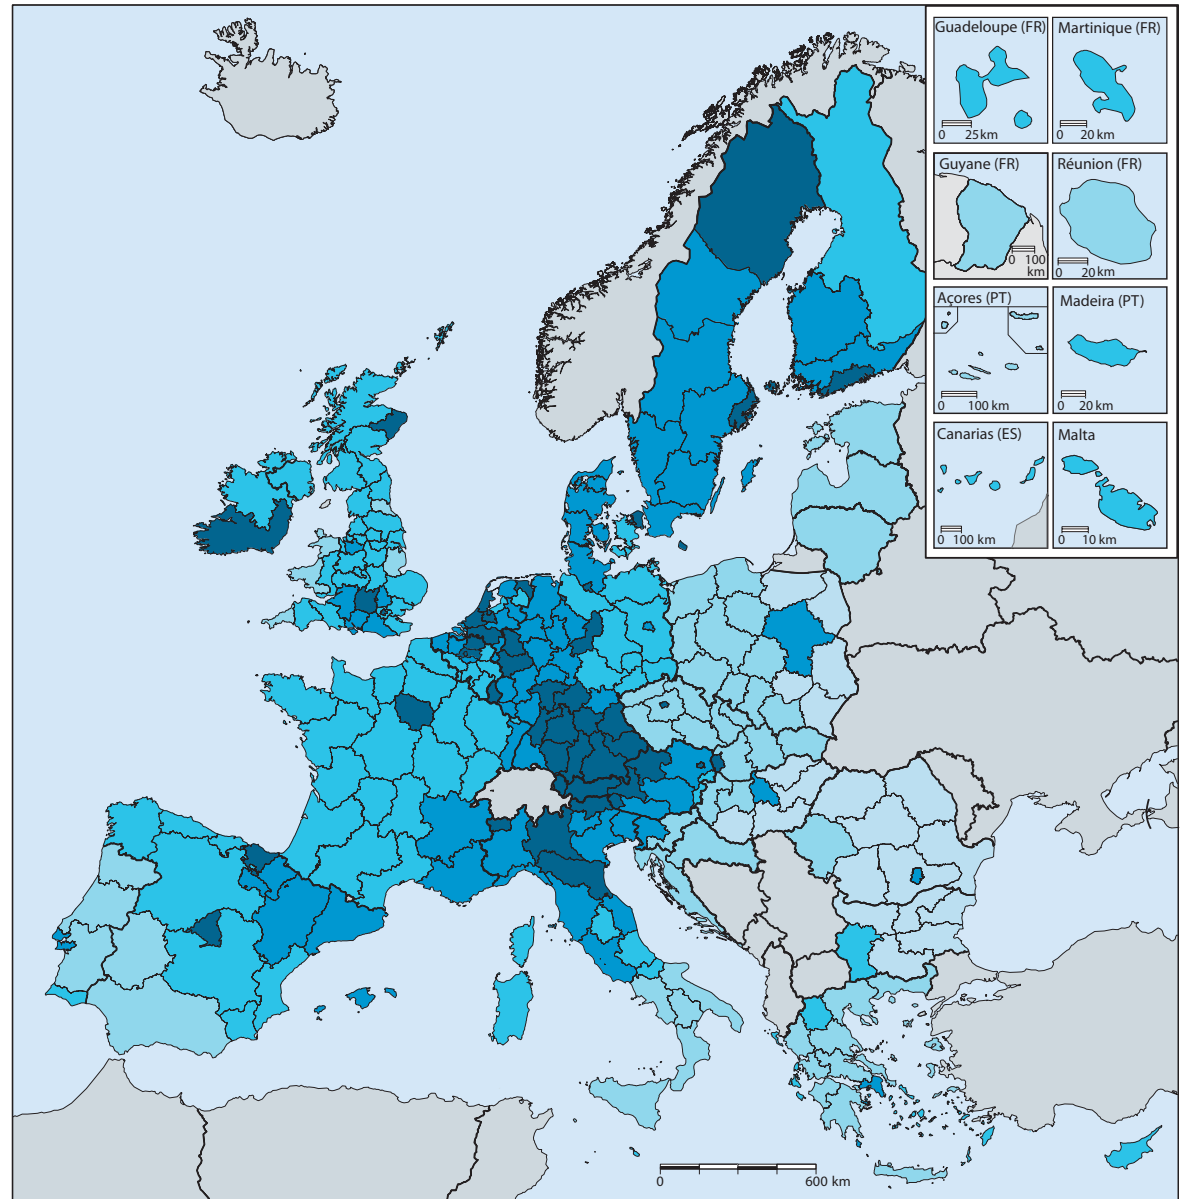 Guadeloupe (FR)
0 25 km
Martinique (FR)
0 20 km
Guyane (FR)
0 100
km
Réunion (FR)
0 20 km
Açores (PT)
0 100 km
Madeira (PT)
0 20 km
Canarias (ES)
0 100 km
Malta
0 10 km
0 600 km